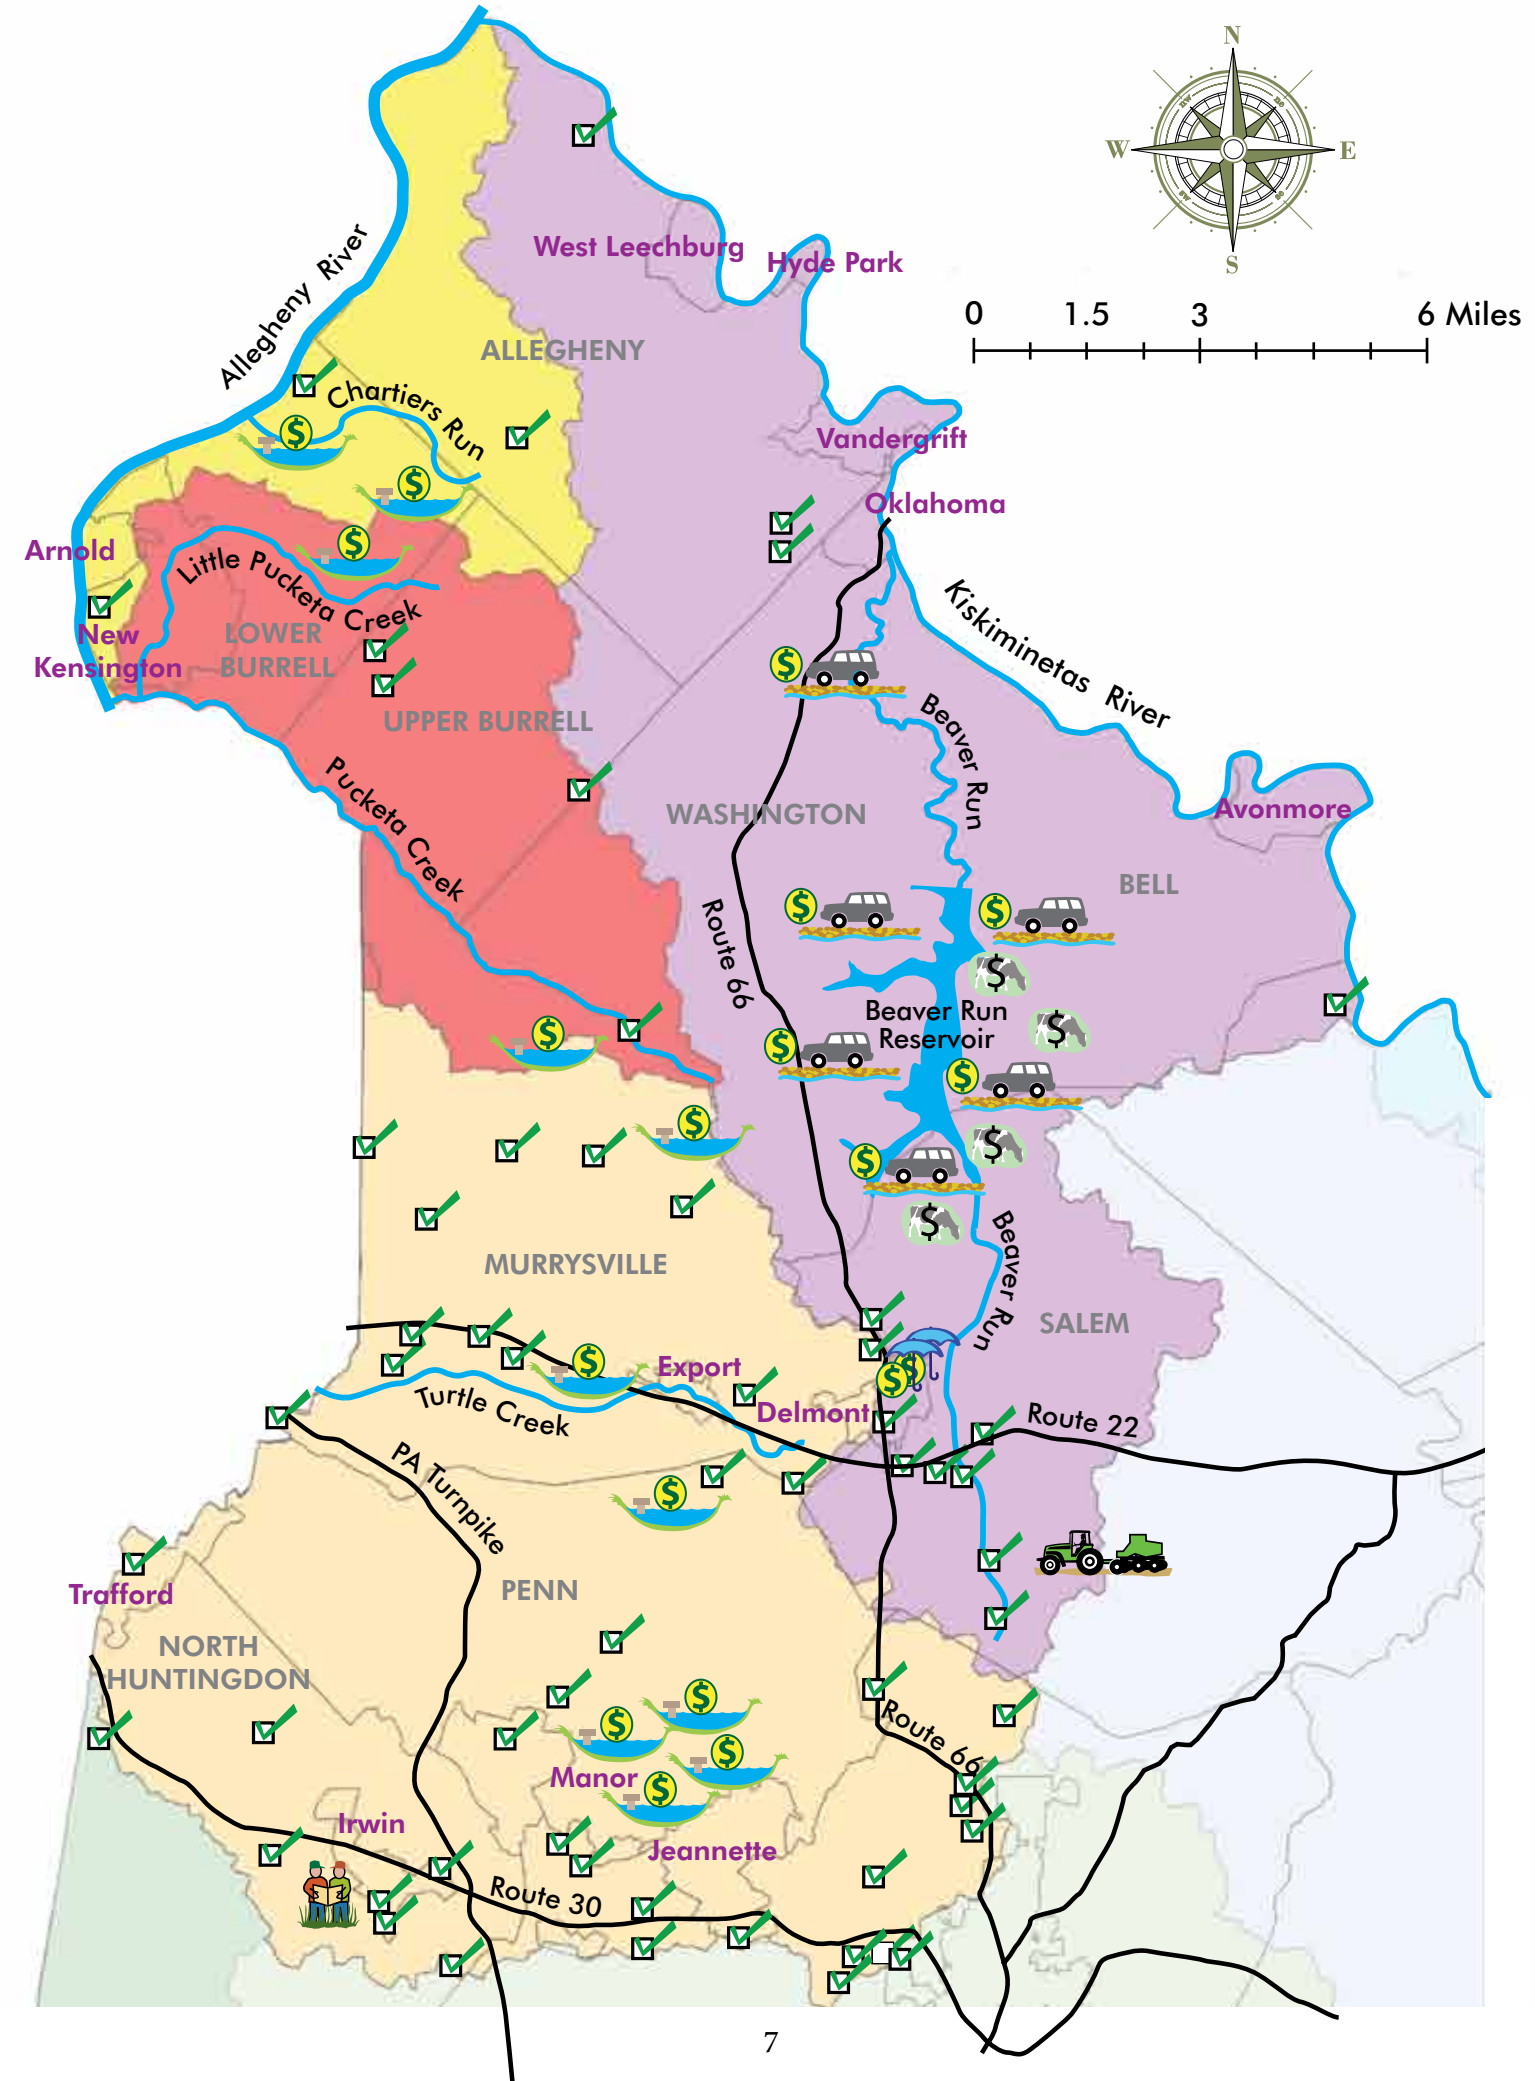 N
W
E
S
0 1.5 3 6 Miles
West Leechburg
Hyde Park
Allegheny River
ALLEGHENY
Chartiers Run
$
Vandergrift
$
Oklahoma
Arnold
$
Little Pucketa Creek
Kiskiminetas River
New
Kensington
LOWER
BURRELL
$
UPPER BURRELL
Beaver Run
Pucketa Creek
WASHINGTON
Avonmore
BELL
Route 66
$
$
$
Beaver Run
Reservoir
$
$
$
$
$
$
$
$
$
MURRYSVILLE
Beaver Run
SALEM
$
Export
$
$
Turtle Creek
Delmont
Route 22
PA Turnpike
$
Trafford
PENN
NORTH
HUNTINGDON
$
$
Route 66
$
Manor
$
Irwin
Jeannette
Route 30
7